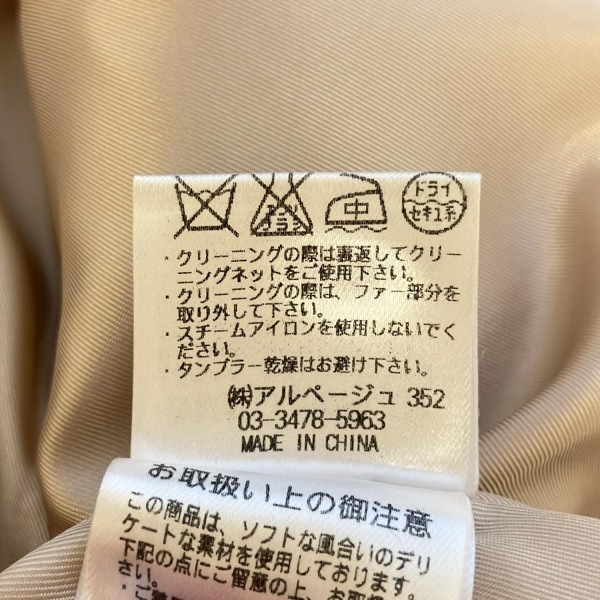 中 ドライ
セキユ系
・クリーニングの際は裏返してクリー
ニングネットをご使用下さい。
・クリーニングの際は、ファー部分を
取り外して下さい。
・スチームアイロンを使用しないでく
ださい。
・タンブラー乾燥はお避け下さい。
㈱アルページュ 352
03-3478-5963
MADE IN CHINA
お取扱い上の御注意
この商品は、ソフトな風合いのデリ
ケートな素材を使用しております。
下記の点にご留意の上、お取扱
さい。